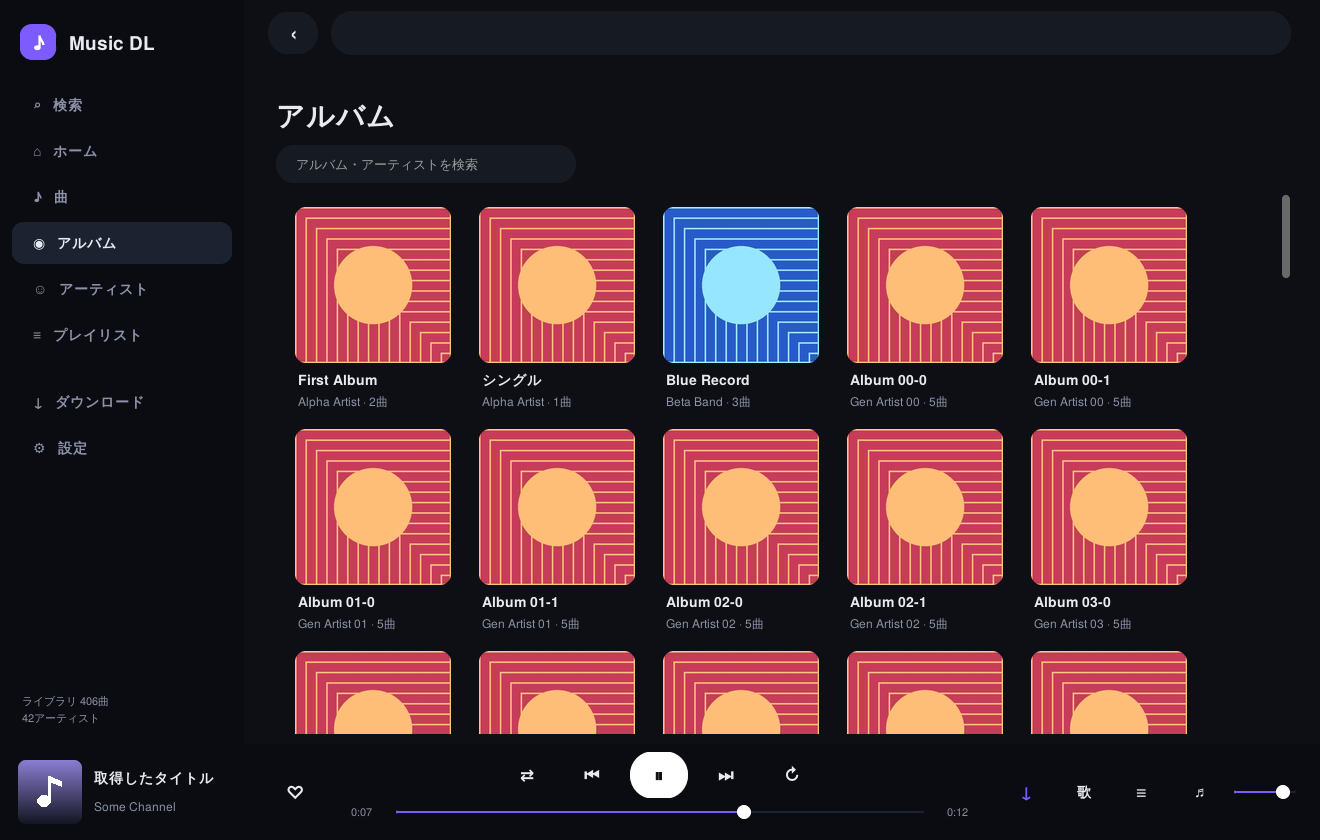 Music DL
検索
ホーム
曲
アルバム
アーティスト
プレイリスト
ダウンロード
設定
ライブラリ 406曲
42アーティスト
アルバム
アルバム・アーティストを検索
First Album
Alpha Artist · 2曲
シングル
Alpha Artist · 1曲
Blue Record
Beta Band · 3曲
Album 00-0
Gen Artist 00 · 5曲
Album 00-1
Gen Artist 00 · 5曲
Album 01-0
Gen Artist 01 · 5曲
Album 01-1
Gen Artist 01 · 5曲
Album 02-0
Gen Artist 02 · 5曲
Album 02-1
Gen Artist 02 · 5曲
Album 03-0
Gen Artist 03 · 5曲
取得したタイトル
Some Channel
0:07
0:12
歌